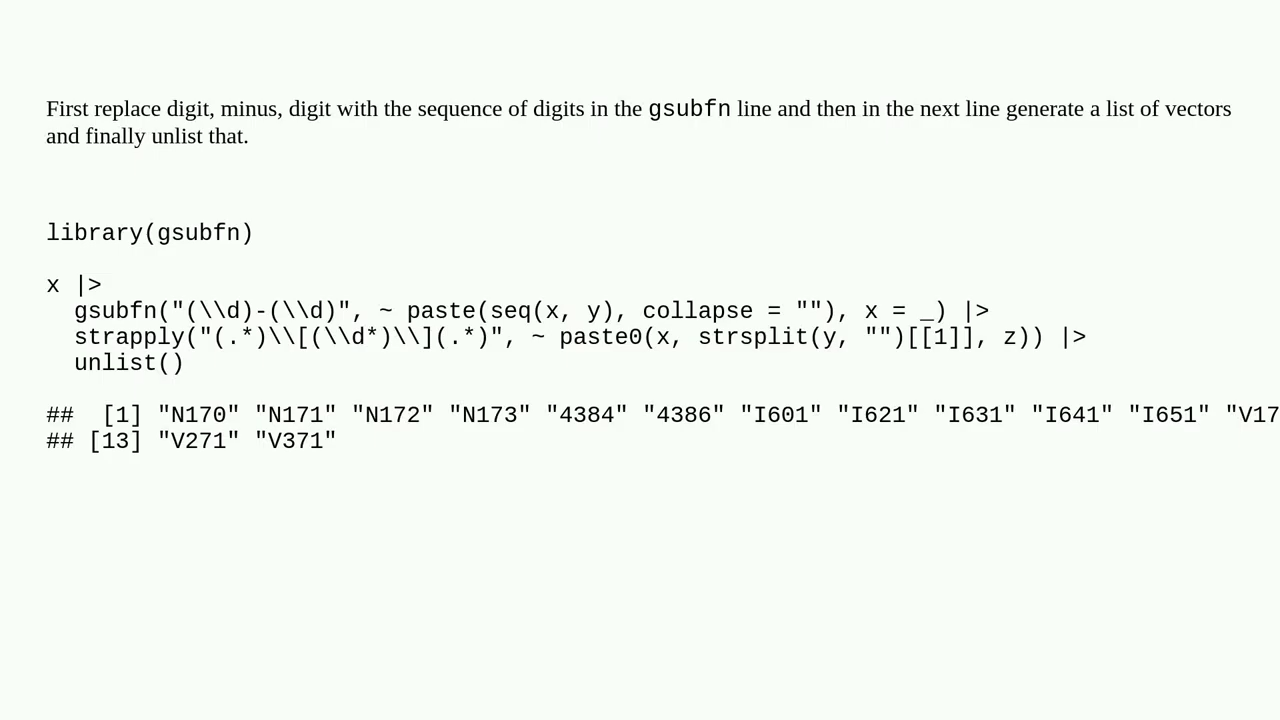 First replace digit, minus, digit with the sequence of digits in the gsubfn line and then in the next line generate a list of vectors
and finally unlist that.
library(gsubfn)
x |>
  gsubfn("(\\d)-(\\d)", ~ paste(seq(x, y), collapse = ""), x = _) |>
  strapply("(.*)\\[(\\d*)\\](.*)", ~ paste0(x, strsplit(y, "")[[1]], z)) |>
  unlist()
##  [1] "N170" "N171" "N172" "N173" "4384" "4386" "I601" "I621" "I631" "I641" "I651" "V17
## [13] "V271" "V371"